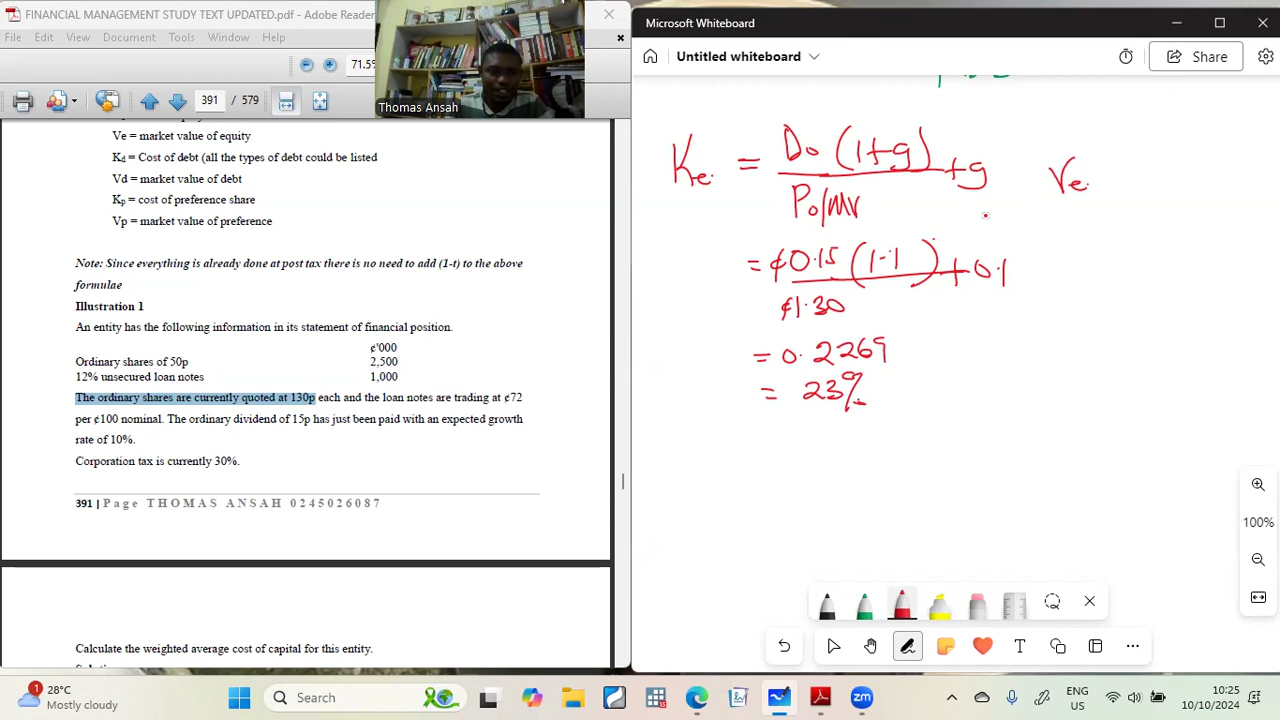 FINANCIAL MANAGEMENT STUDY TEXT UPDATED.pdf - Adobe Reader
File Edit View Document Tools Window Help
391 / 579
71.5%
Thomas Ansah
Ve = market value of equity
Kd = Cost of debt (all the types of debt could be listed
Vd = market value of debt
Kp = cost of preference share
Vp = market value of preference
Note: Since everything is already done at post tax there is no need to add (1-t) to the above
formulae
Illustration 1
An entity has the following information in its statement of financial position.
¢'000
Ordinary shares of 50p 2,500
12% unsecured loan notes 1,000
The ordinary shares are currently quoted at 130p each and the loan notes are trading at ¢72
per ¢100 nominal. The ordinary dividend of 15p has just been paid with an expected growth
rate of 10%.
Corporation tax is currently 30%.
391 | Page THOMAS ANSAH 0245026087
Calculate the weighted average cost of capital for this entity.
Microsoft Whiteboard
Untitled whiteboard
Share
Ke = Do (1+g) +g
Po/Mv
Ve
= ¢0.15 (1.1) + 0.1
¢1.30
= 0.2269
= 23%
100%
1
28°C
Mostly cloudy
Search
ENG
US
10:25
10/10/2024